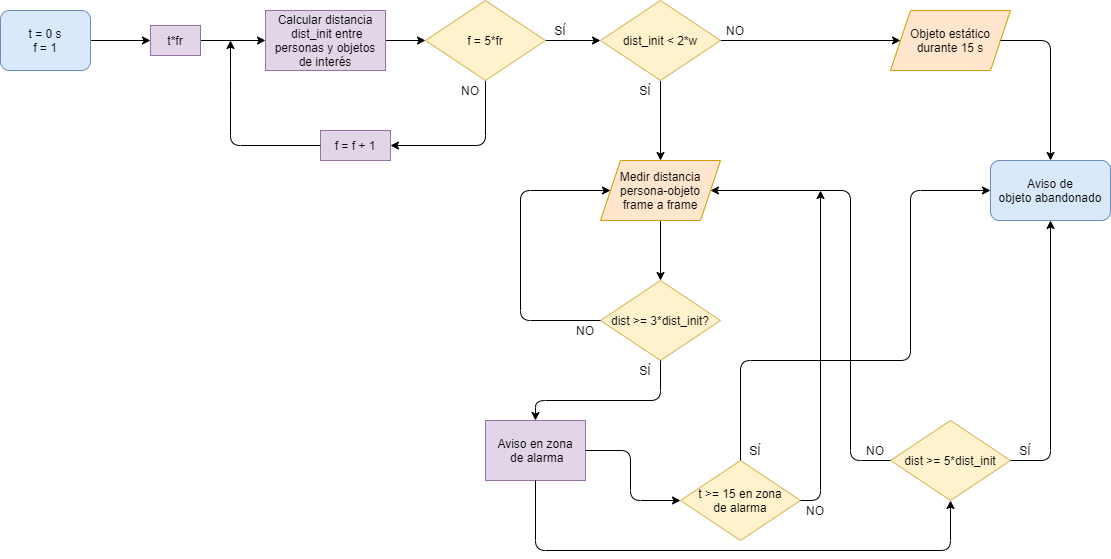 t = 0 s
f = 1
t*fr
Calcular distancia
dist_init entre
personas y objetos
de interés
f = 5*fr
SÍ
NO
f = f + 1
dist_init < 2*w
NO
SÍ
Objeto estático
durante 15 s
Medir distancia
persona-objeto
frame a frame
Aviso de
objeto abandonado
dist >= 3*dist_init?
NO
SÍ
Aviso en zona
de alarma
t >= 15 en zona
de alarma
SÍ
NO
dist >= 5*dist_init
NO
SÍ